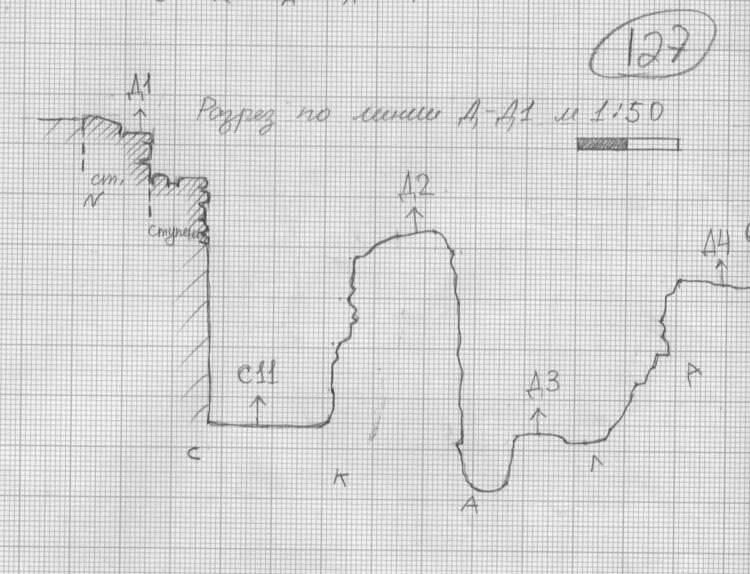 127
Д1
Разрез по линии Д-Д1 м 1:50
ст.
N
ступень
Д2
Д4
С11
Д3
С
К
А
Л
А